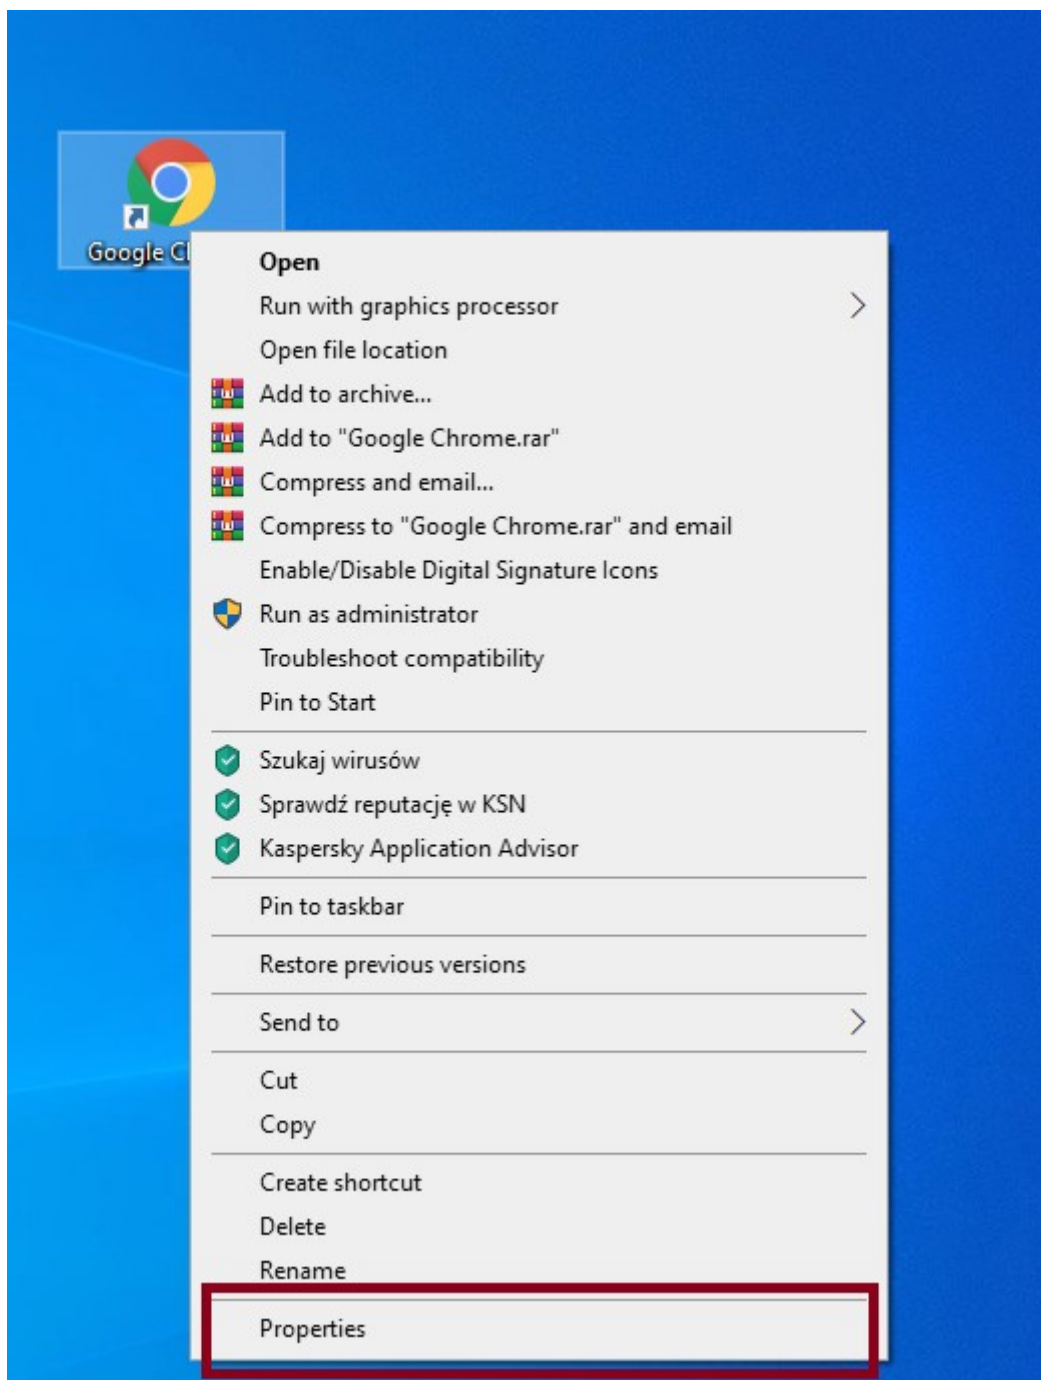 Google Cl
Open
Run with graphics processor
Open file location
Add to archive...
Add to "Google Chrome.rar"
Compress and email...
Compress to "Google Chrome.rar" and email
Enable/Disable Digital Signature Icons
Run as administrator
Troubleshoot compatibility
Pin to Start
Szukaj wirusów
Sprawdź reputację w KSN
Kaspersky Application Advisor
Pin to taskbar
Restore previous versions
Send to
Cut
Copy
Create shortcut
Delete
Rename
Properties